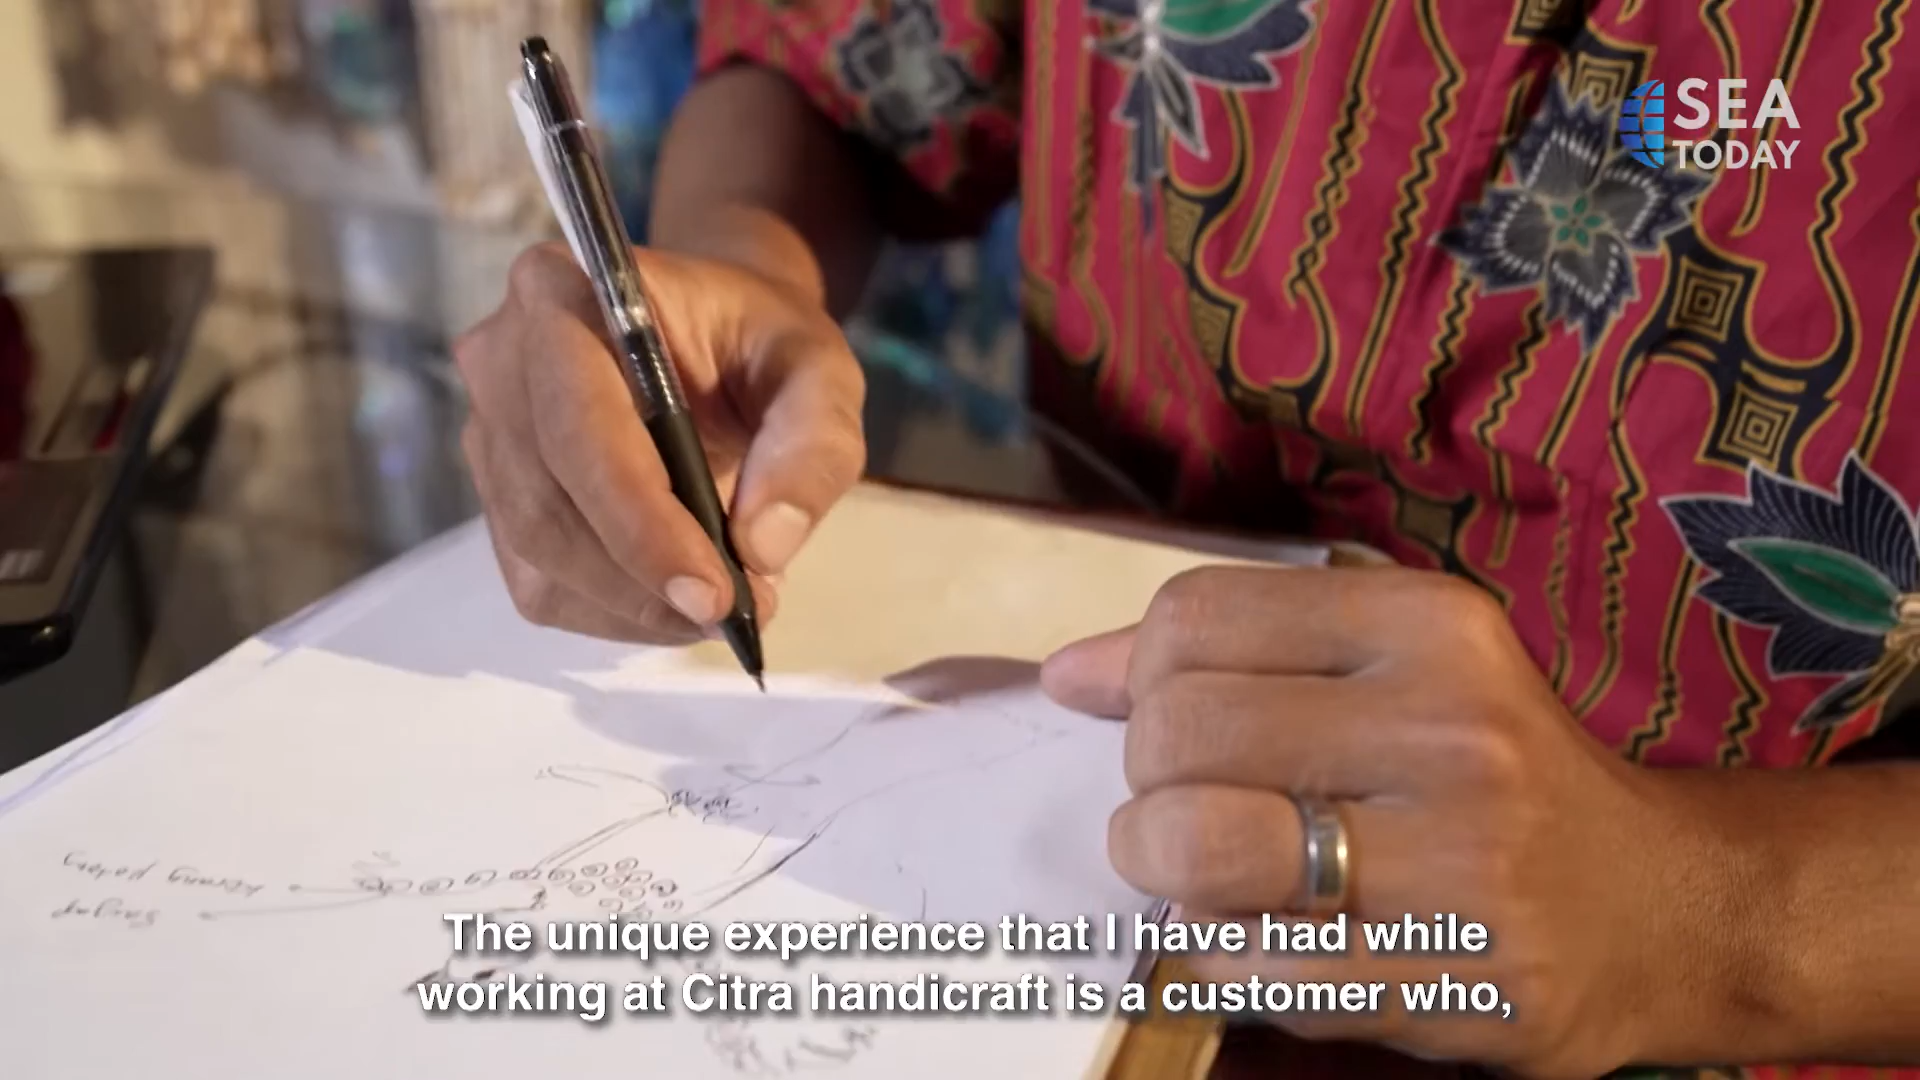 SEA
TODAY
The unique experience that I have had while
working at Citra handicraft is a customer who,